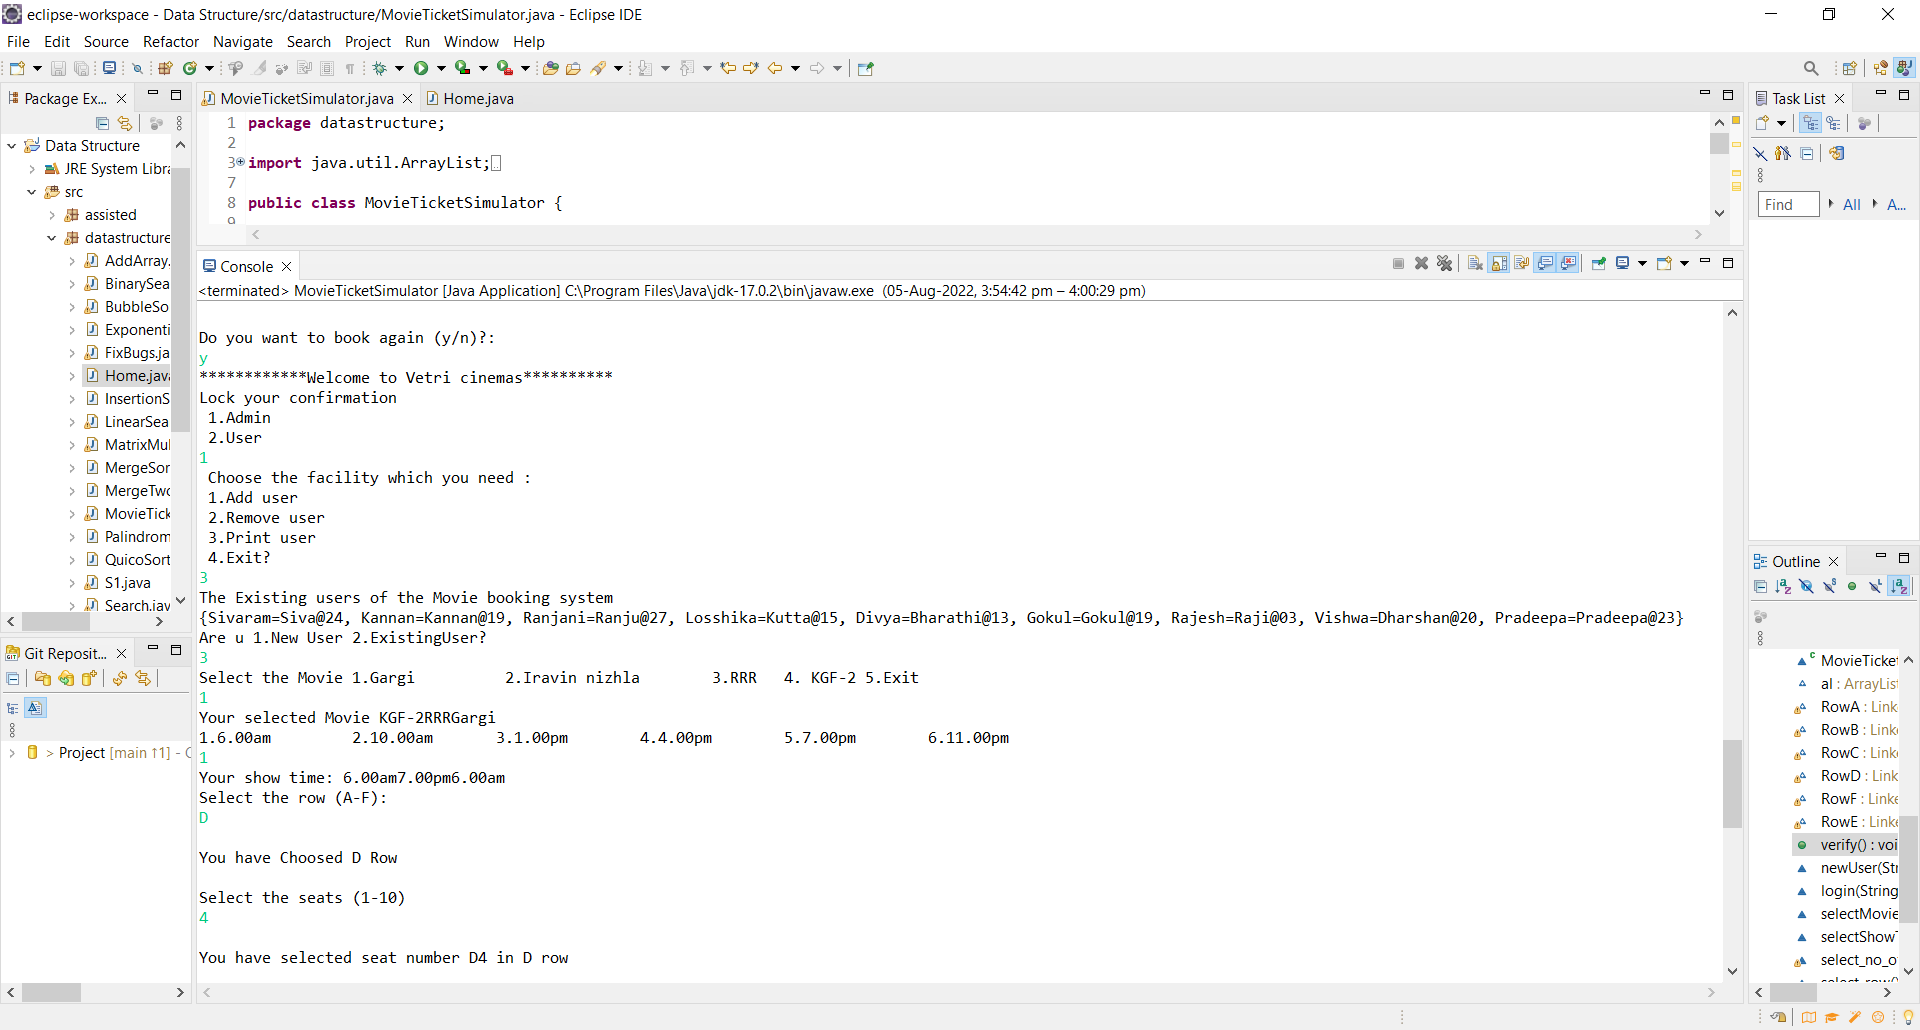 eclipse-workspace - Data Structure/src/datastructure/MovieTicketSimulator.java - Eclipse IDE
File Edit Source Refactor Navigate Search Project Run Window Help
Package Ex...
Data Structure
JRE System Libra
src
assisted
datastructure
AddArray.
BinarySea
BubbleSo
Exponenti
FixBugs.ja
Home.java
InsertionS
LinearSea
MatrixMul
MergeSor
MergeTwo
MovieTick
Palindrom
QuicoSort
S1.java
Search.jav
Git Reposit...
> Project [main ↑1] - C
MovieTicketSimulator.java Home.java
1 package datastructure;
2
3 import java.util.ArrayList;
7
8 public class MovieTicketSimulator {
9
Console
<terminated> MovieTicketSimulator [Java Application] C:\Program Files\Java\jdk-17.0.2\bin\javaw.exe (05-Aug-2022, 3:54:42 pm – 4:00:29 pm)
Do you want to book again (y/n)?:
y
************Welcome to Vetri cinemas**********
Lock your confirmation
1.Admin
2.User
1
Choose the facility which you need :
1.Add user
2.Remove user
3.Print user
4.Exit?
3
The Existing users of the Movie booking system
{Sivaram=Siva@24, Kannan=Kannan@19, Ranjani=Ranju@27, Losshika=Kutta@15, Divya=Bharathi@13, Gokul=Gokul@19, Rajesh=Raji@03, Vishwa=Dharshan@20, Pradeepa=Pradeepa@23}
Are u 1.New User 2.ExistingUser?
3
Select the Movie 1.Gargi 2.Iravin nizhla 3.RRR 4. KGF-2 5.Exit
1
Your selected Movie KGF-2RRRGargi
1.6.00am 2.10.00am 3.1.00pm 4.4.00pm 5.7.00pm 6.11.00pm
1
Your show time: 6.00am7.00pm6.00am
Select the row (A-F):
D
You have Choosed D Row
Select the seats (1-10)
4
You have selected seat number D4 in D row
Task List
Find All A...
Outline
MovieTicket
al : ArrayList
RowA : Linke
RowB : Linke
RowC : Linke
RowD : Linke
RowF : Linke
RowE : Linke
verify() : voi
newUser(Str
login(String
selectMovie
selectShowT
select_no_o
select_row(